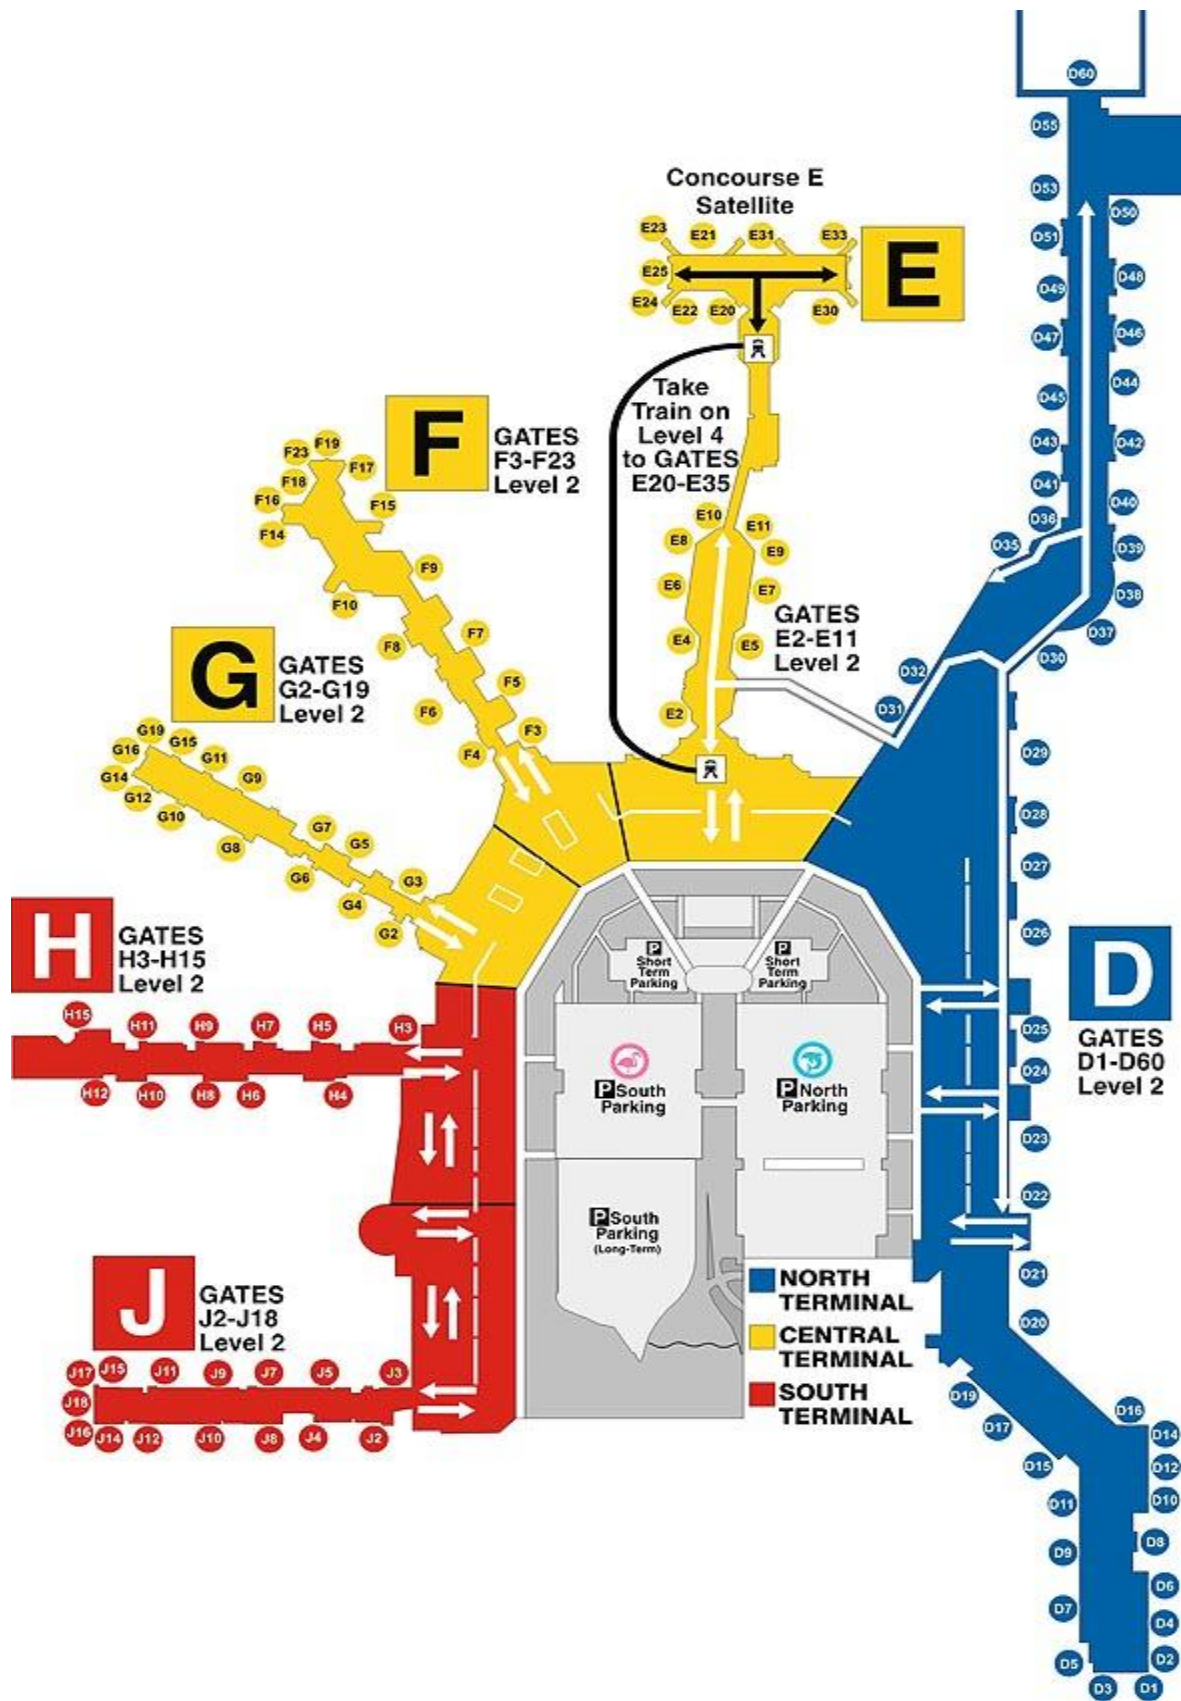 D60
D55
D53
D50
D51
D48
D49
D46
D47
D44
D45
D43
D42
D41
D40
D36
D35
D39
D38
D37
D30
D32
D31
D29
D28
D27
D26
D25
D24
D23
D22
D21
D20
D19
D17
D16
D14
D15
D12
D11
D10
D8
D9
D6
D7
D4
D5
D2
D3
D1
Concourse E
Satellite
E23
E21
E31
E33
E25
E24
E22
E20
E30
E
Take
Train on
Level 4
to GATES
E20-E35
E10
E11
E8
E9
E6
E7
E4
E5
E2
GATES
E2-E11
Level 2
F
GATES
F3-F23
Level 2
F19
F23
F17
F18
F16
F15
F14
F9
F10
F7
F8
F5
F6
F3
F4
G
GATES
G2-G19
Level 2
G19
G16
G15
G14
G11
G12
G9
G10
G7
G8
G5
G6
G3
G4
G2
H
GATES
H3-H15
Level 2
H15
H11
H9
H7
H5
H3
H12
H10
H8
H6
H4
D
GATES
D1-D60
Level 2
P
Short
Term
Parking
P
Short
Term
Parking
P South
Parking
P North
Parking
P South
Parking
(Long-Term)
J
GATES
J2-J18
Level 2
J17
J15
J11
J9
J7
J5
J3
J18
J16
J14
J12
J10
J8
J4
J2
NORTH
TERMINAL
CENTRAL
TERMINAL
SOUTH
TERMINAL